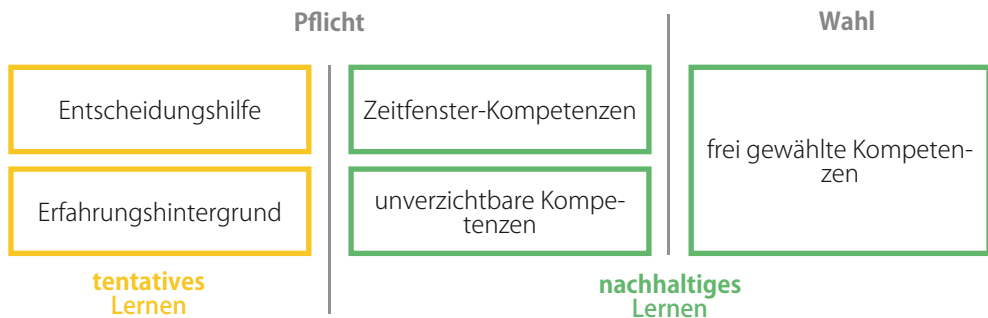 Pflicht
Wahl
Entscheidungshilfe
Zeitfenster-Kompetenzen
frei gewählte Kompeten-
zen
Erfahrungshintergrund
unverzichtbare Kompe-
tenzen
tentatives
Lernen
nachhaltiges
Lernen